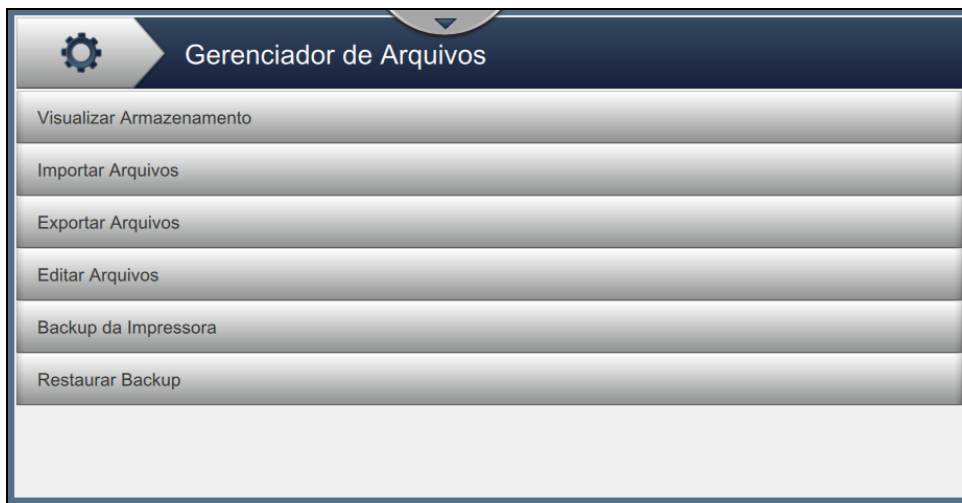 Gerenciador de Arquivos
Visualizar Armazenamento
Importar Arquivos
Exportar Arquivos
Editar Arquivos
Backup da Impressora
Restaurar Backup